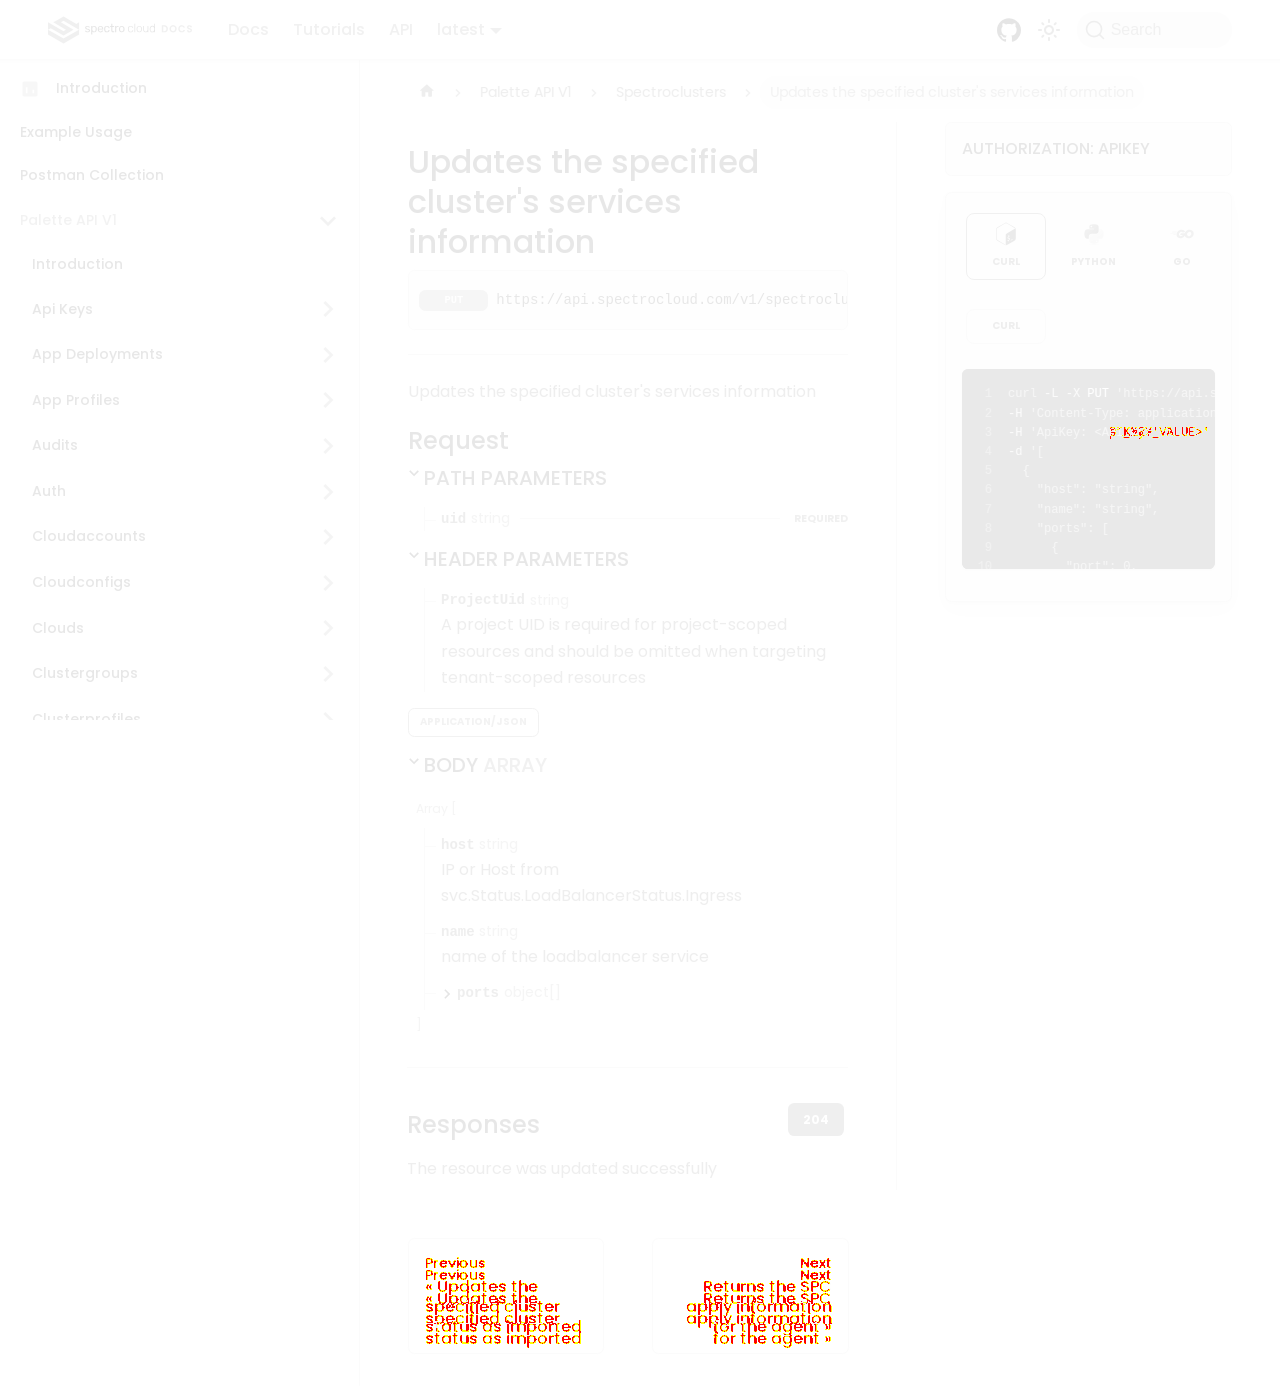 spectro cloud DOCS Docs Tutorials API latest Search
Introduction
Example Usage
Postman Collection
Palette API V1
Introduction
Api Keys
App Deployments
App Profiles
Audits
Auth
Cloudaccounts
Cloudconfigs
Clouds
Clustergroups
Clusterprofiles
Palette API V1 Spectroclusters Updates the specified cluster's services information
Updates the specified
cluster's services
information
PUT https://api.spectrocloud.com/v1/spectroclu
Updates the specified cluster's services information
Request
PATH PARAMETERS
uid string REQUIRED
HEADER PARAMETERS
ProjectUid string
A project UID is required for project-scoped
resources and should be omitted when targeting
tenant-scoped resources
APPLICATION/JSON
BODY ARRAY
Array [
host string
IP or Host from
svc.Status.LoadBalancerStatus.Ingress
name string
name of the loadbalancer service
ports object[]
]
Responses
204
The resource was updated successfully
Previous
« Updates the
specified cluster
status as imported
Next
Returns the SPC
apply information
for the agent »
AUTHORIZATION: APIKEY
CURL PYTHON GO
CURL
1 curl -L -X PUT 'https://api.s
2 -H 'Content-Type: application
3 -H 'ApiKey: <A _VALUE>'
4 -d '[
5 {
6 "host": "string",
7 "name": "string",
8 "ports": [
9 {
10 "port": 0,